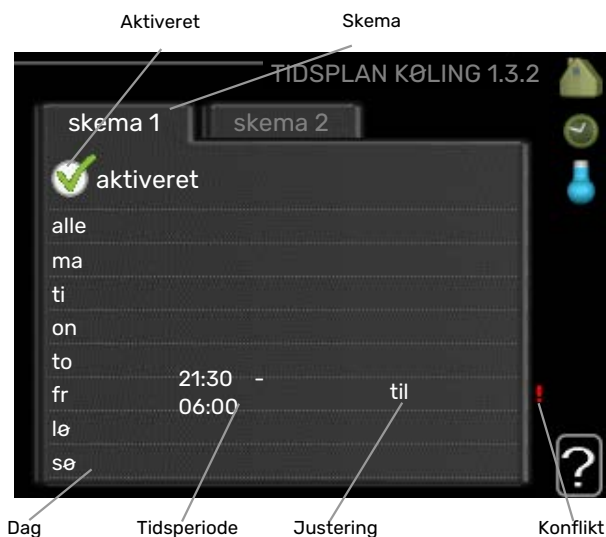 Aktiveret
Skema
TIDSPLAN KØLING 1.3.2
skema 1
skema 2
aktiveret
alle
ma
ti
on
to
fr
21:30 -
06:00
til
!
lø
sø
?
Dag
Tidsperiode
Justering
Konflikt